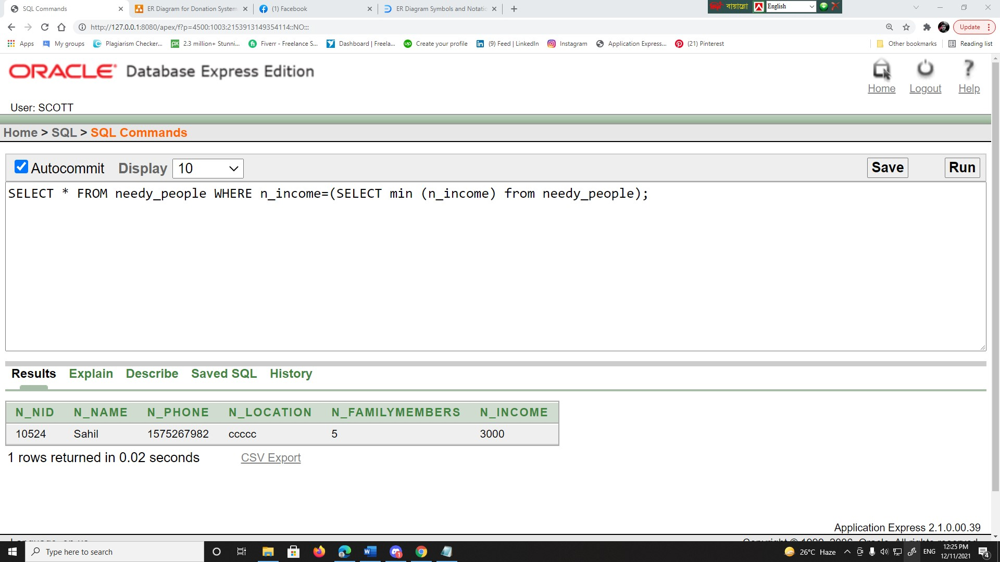 SQL Commands
ER Diagram for Donation System
(1) Facebook
ER Diagram Symbols and Notatic
বায়ান্নো
English
http://127.0.0.1:8080/apex/f?p=4500:1003:2153913149354114::NO:::
Update
Apps
My groups
Plagiarism Checker...
2.3 million+ Stunni...
Fiverr - Freelance S...
Dashboard | Freela...
Create your profile
(9) Feed | LinkedIn
Instagram
Application Express...
(21) Pinterest
Other bookmarks
Reading list
ORACLE Database Express Edition
Home
Logout
Help
User: SCOTT
Home > SQL > SQL Commands
Autocommit
Display
10
Save
Run
SELECT * FROM needy_people WHERE n_income=(SELECT min (n_income) from needy_people);
Results
Explain
Describe
Saved SQL
History
N_NID N_NAME N_PHONE N_LOCATION N_FAMILYMEMBERS N_INCOME
10524 Sahil 1575267982 ccccc 5 3000
1 rows returned in 0.02 seconds
CSV Export
Application Express 2.1.0.00.39
Type here to search
26°C Haze
ENG
12:25 PM
12/11/2021
4